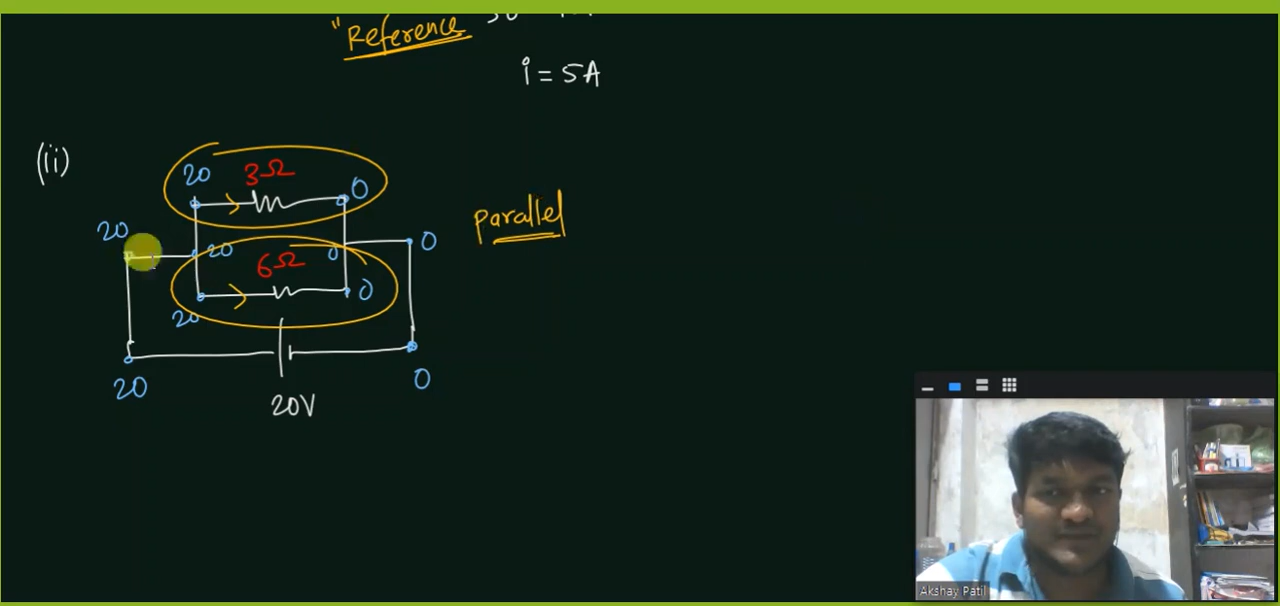 "Reference
i = 5A
(ii)
20 3Ω 0
20 20 0 0
Parallel
6Ω 0
20
20 0
20V
Akshay Patil